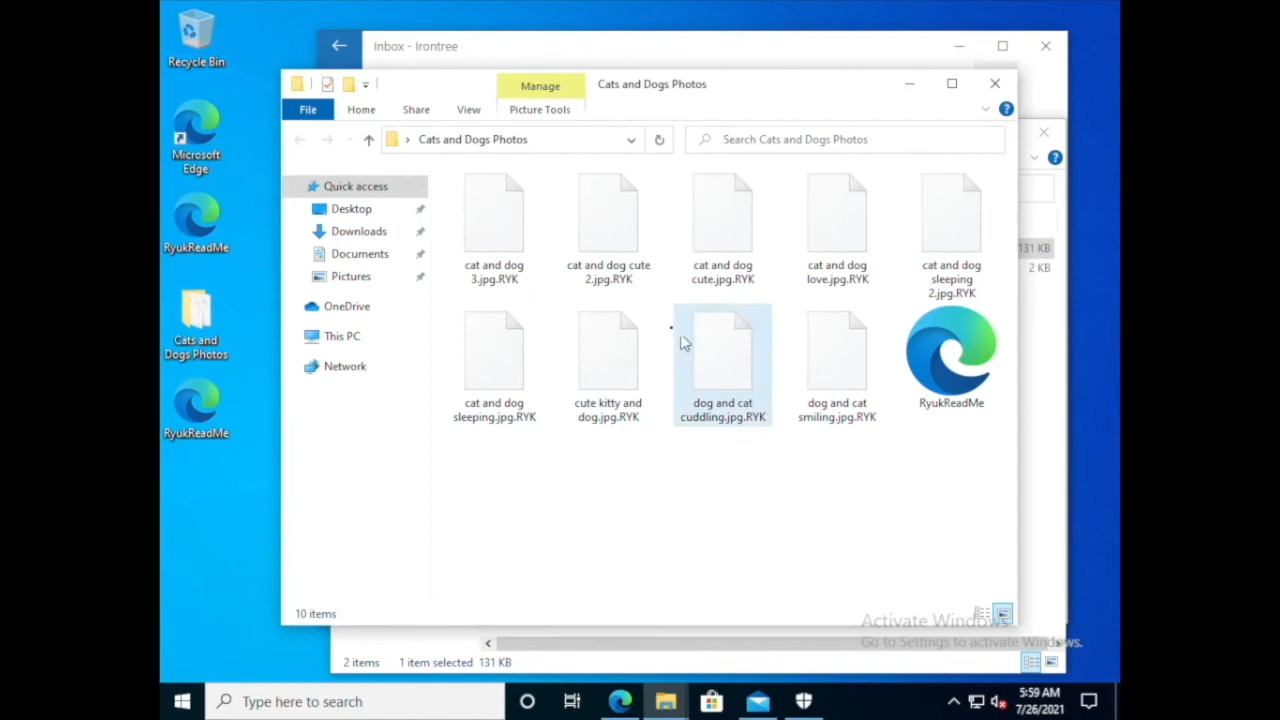 Recycle Bin
Microsoft
Edge
RyukReadMe
Cats and
Dogs Photos
RyukReadMe
Inbox - Irontree
Manage
Cats and Dogs Photos
File
Home
Share
View
Picture Tools
Cats and Dogs Photos
Search Cats and Dogs Photos
Quick access
Desktop
Downloads
Documents
Pictures
OneDrive
This PC
Network
cat and dog
3.jpg.RYK
cat and dog cute
2.jpg.RYK
cat and dog
cute.jpg.RYK
cat and dog
love.jpg.RYK
cat and dog
sleeping
2.jpg.RYK
cat and dog
sleeping.jpg.RYK
cute kitty and
dog.jpg.RYK
dog and cat
cuddling.jpg.RYK
dog and cat
smiling.jpg.RYK
RyukReadMe
131 KB
2 KB
10 items
Activate Windows
Go to Settings to activate Windows.
2 items
1 item selected 131 KB
Type here to search
5:59 AM
7/26/2021